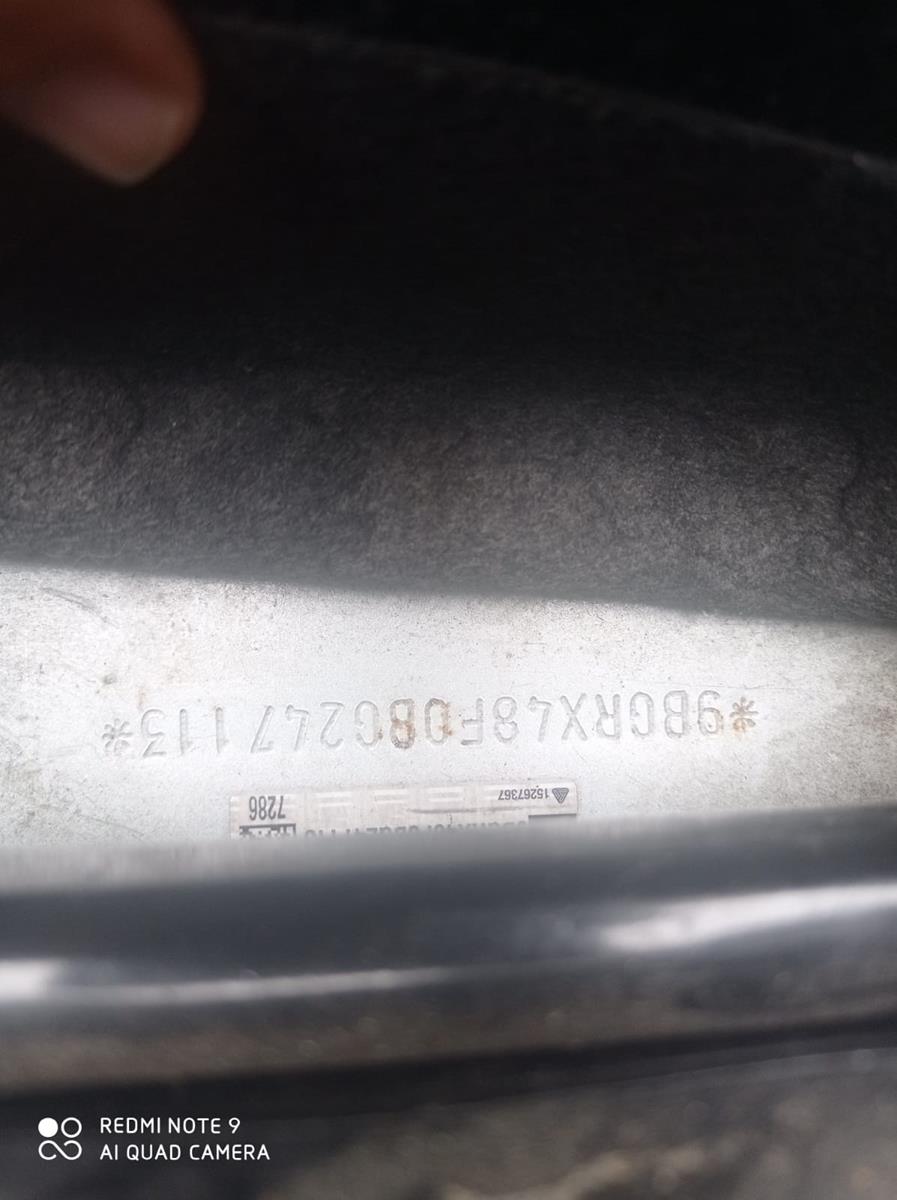 *9BGRX48F0BG247113*
15267367 7286
REDMI NOTE 9
AI QUAD CAMERA